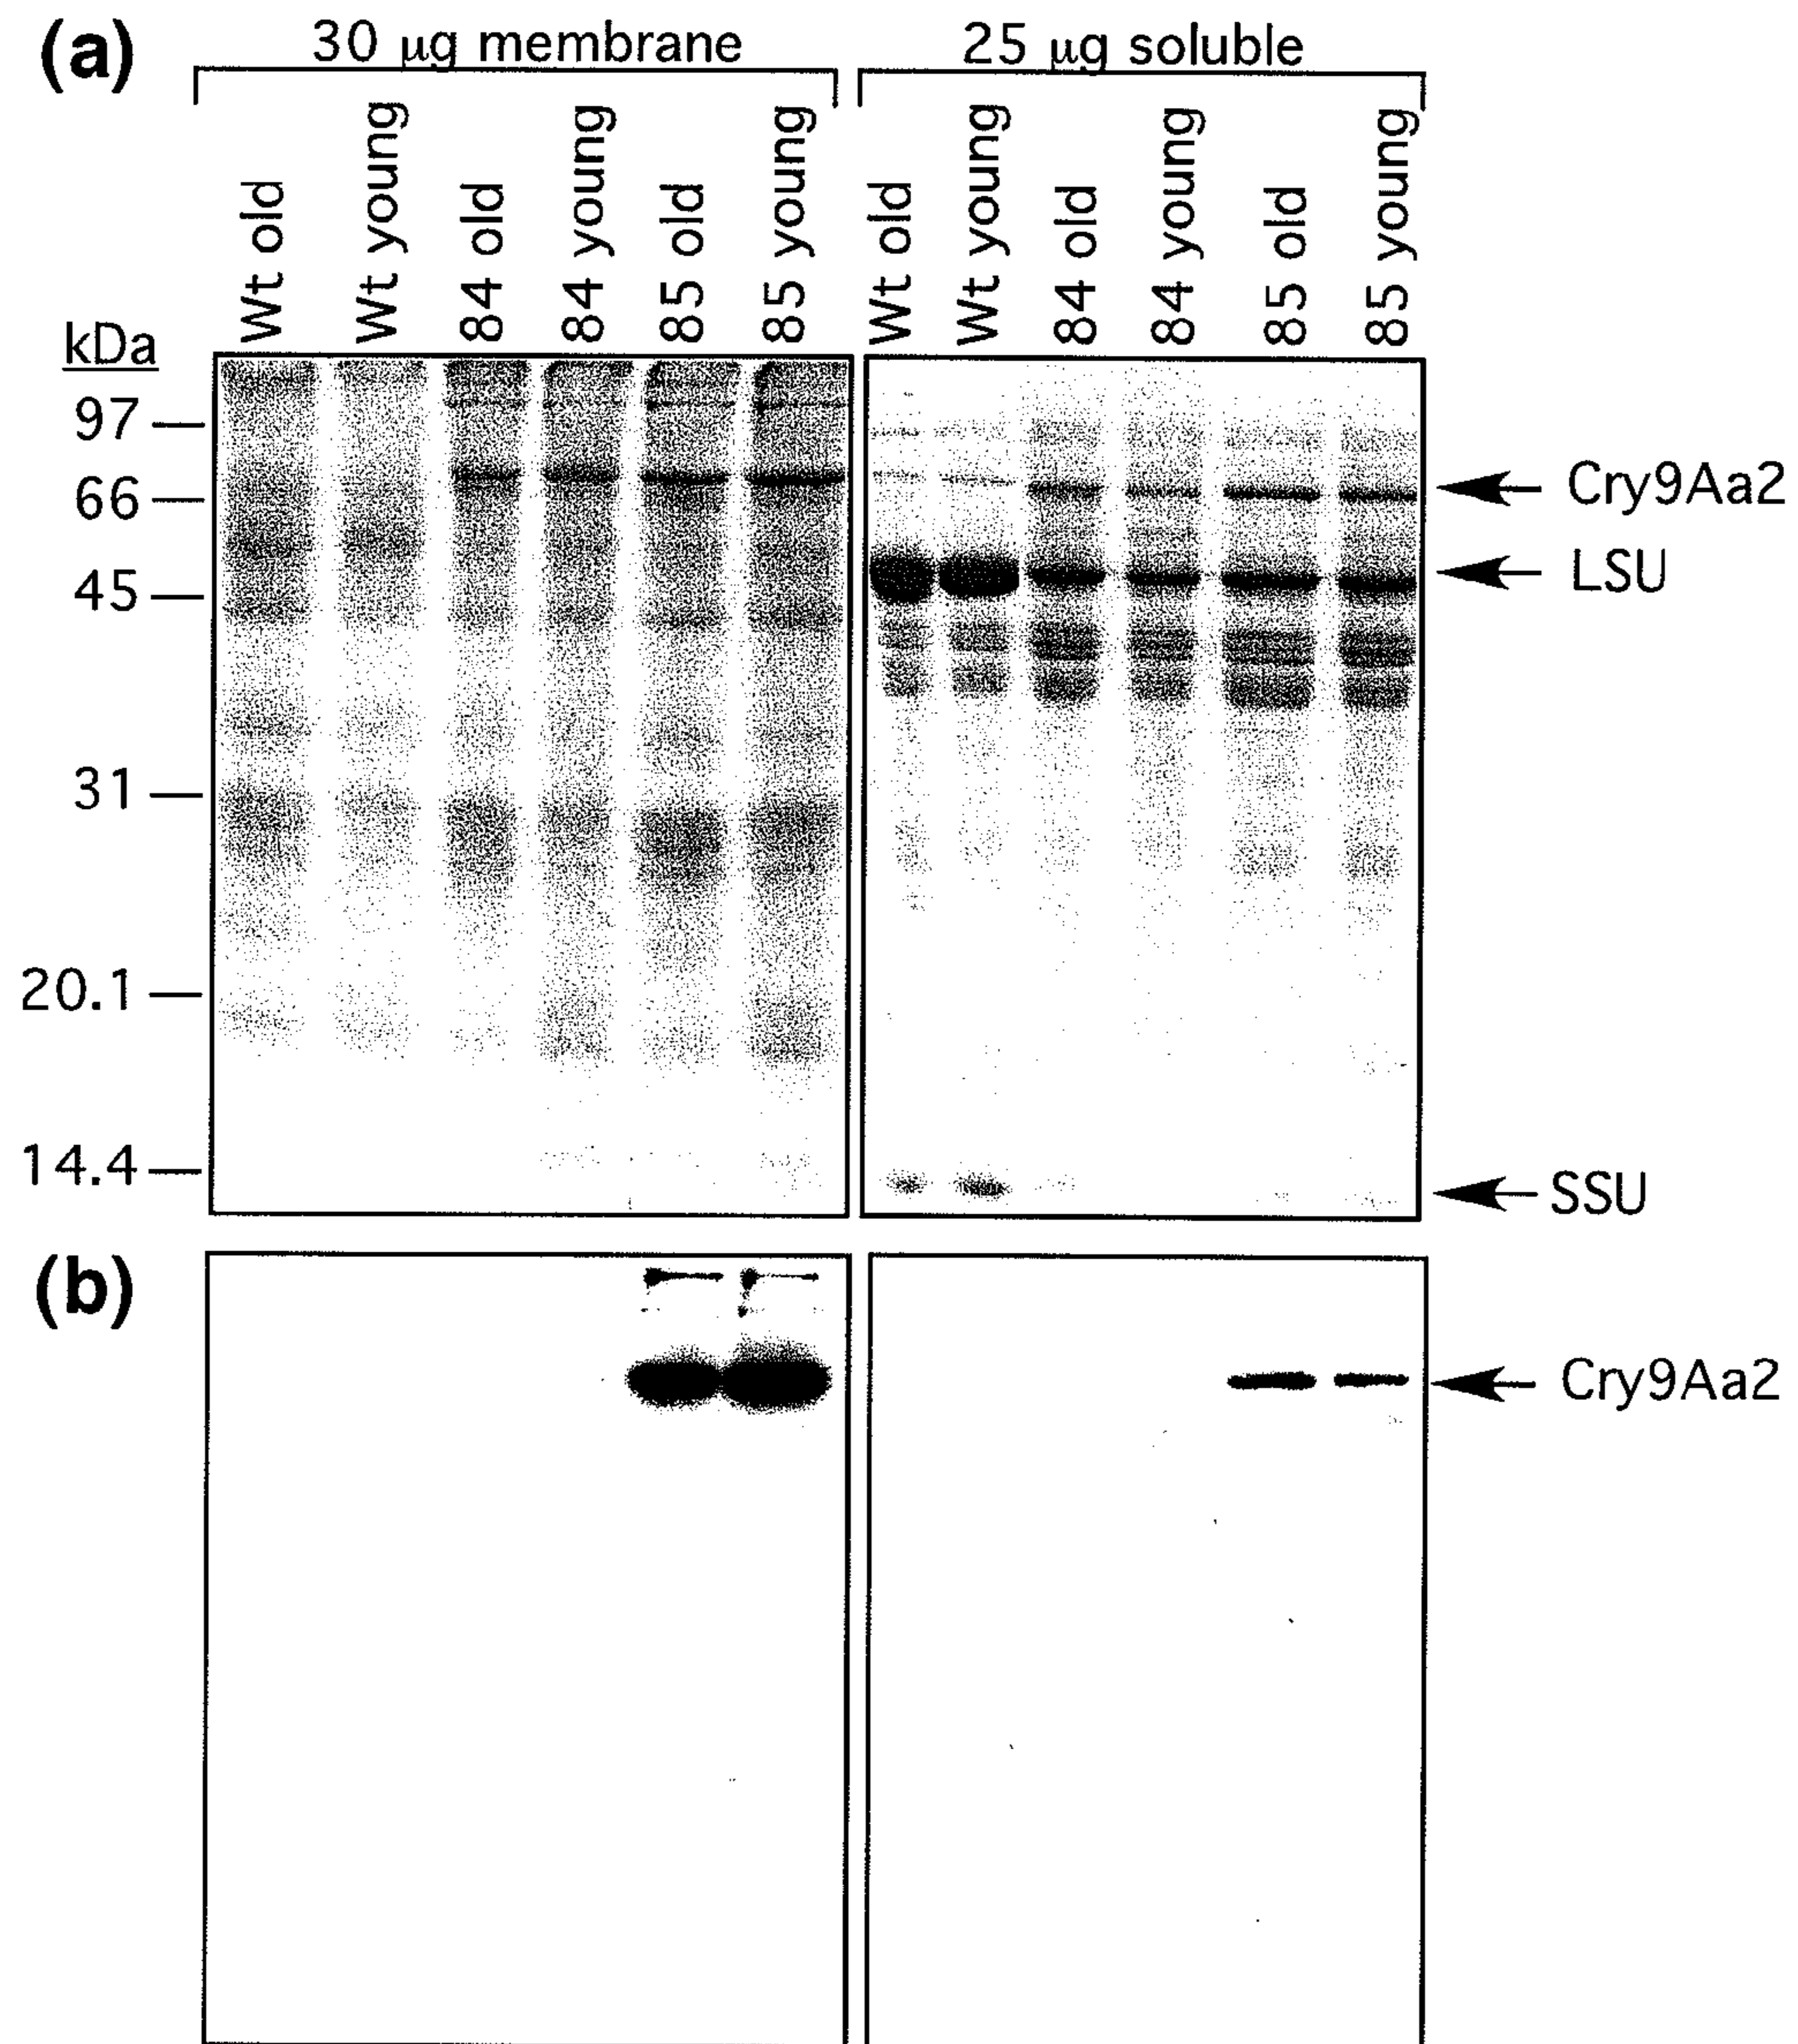 (a)
30 μg membrane
25 μg soluble
Wt old
Wt young
84 old
84 young
85 old
85 young
Wt old
Wt young
84 old
84 young
85 old
85 young
kDa
97
66
45
31
20.1
14.4
Cry9Aa2
LSU
SSU
(b)
Cry9Aa2